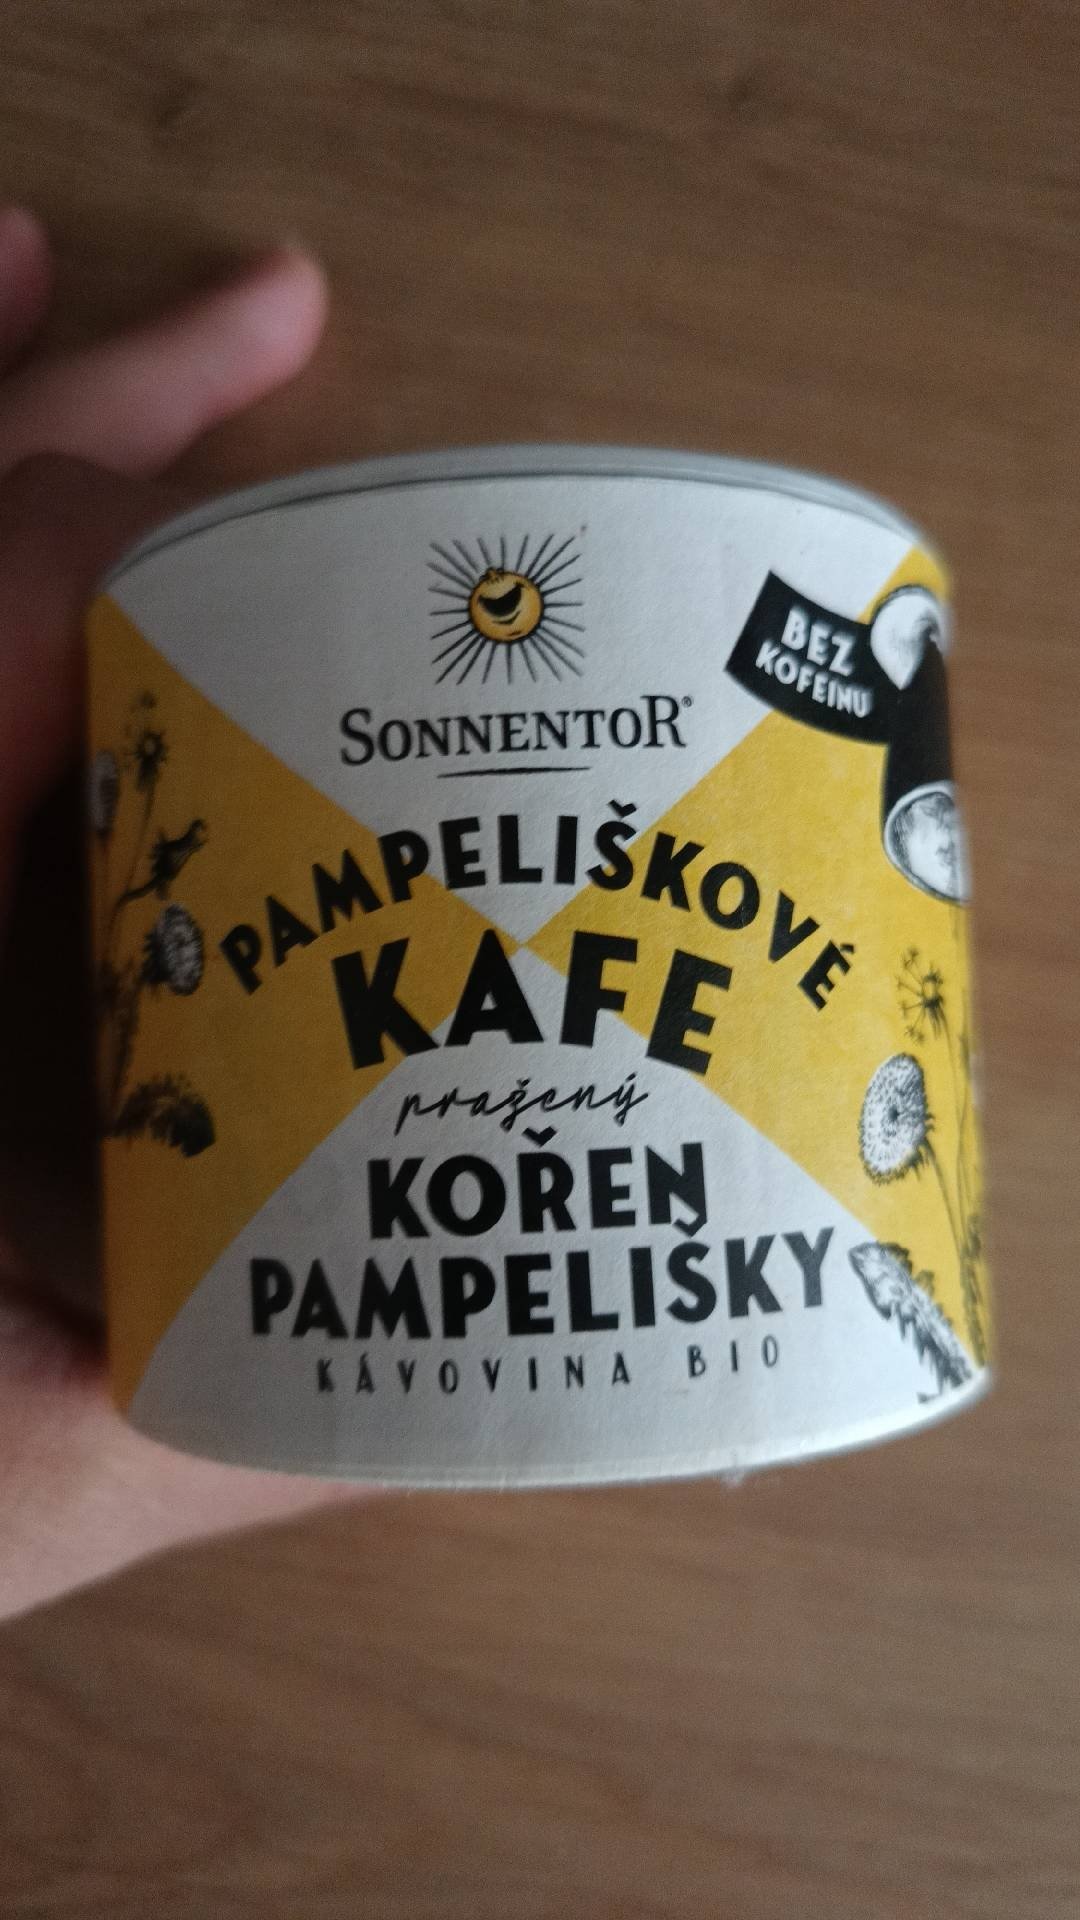 SONNENTOR®
BEZ
KOFEINU
PAMPELIŠKOVÉ
KAFE
pražený
KOŘEN
PAMPELIŠKY
KÁVOVINA BIO